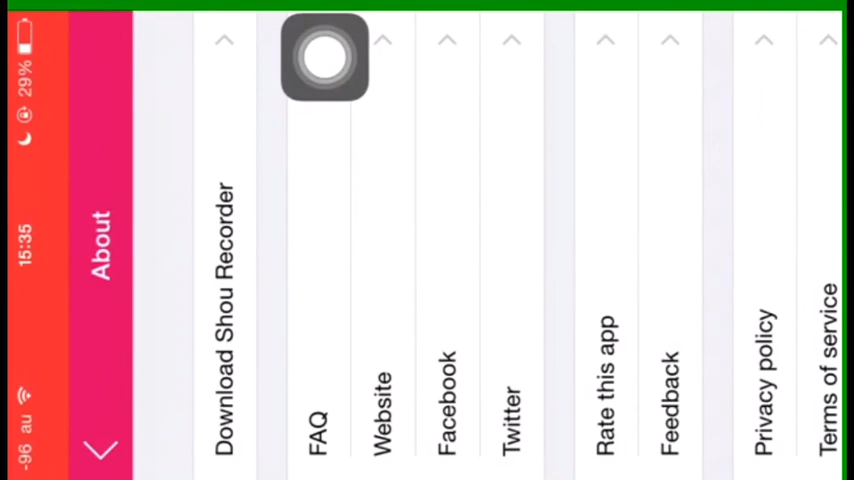 -96 au 15:35 29%
About
Download Shou Recorder
FAQ
Website
Facebook
Twitter
Rate this app
Feedback
Privacy policy
Terms of service